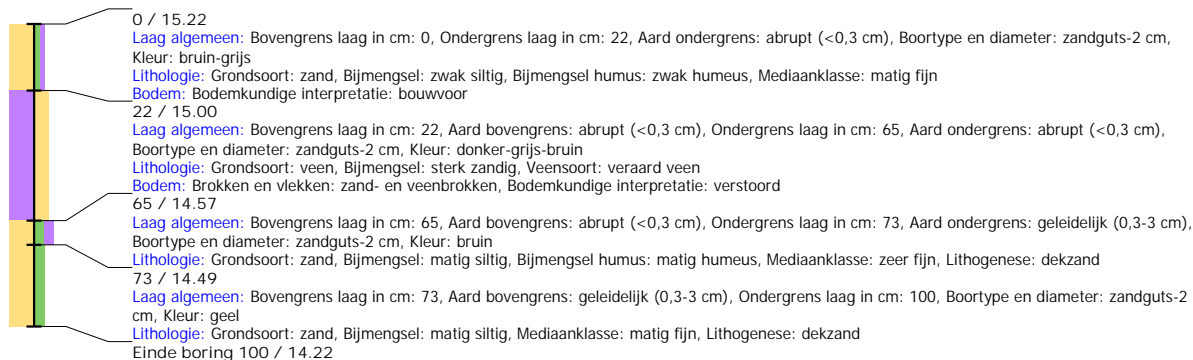 0 / 15.22
Laag algemeen: Bovengrens laag in cm: 0, Ondergrens laag in cm: 22, Aard ondergrens: abrupt (<0,3 cm), Boortype en diameter: zandguts-2 cm,
Kleur: bruin-grijs
Lithologie: Grondsoort: zand, Bijmengsel: zwak siltig, Bijmengsel humus: zwak humeus, Mediaanklasse: matig fijn
Bodem: Bodemkundige interpretatie: bouwvoor
22 / 15.00
Laag algemeen: Bovengrens laag in cm: 22, Aard bovengrens: abrupt (<0,3 cm), Ondergrens laag in cm: 65, Aard ondergrens: abrupt (<0,3 cm),
Boortype en diameter: zandguts-2 cm, Kleur: donker-grijs-bruin
Lithologie: Grondsoort: veen, Bijmengsel: sterk zandig, Veensoort: veraard veen
Bodem: Brokken en vlekken: zand- en veenbrokken, Bodemkundige interpretatie: verstoord
65 / 14.57
Laag algemeen: Bovengrens laag in cm: 65, Aard bovengrens: abrupt (<0,3 cm), Ondergrens laag in cm: 73, Aard ondergrens: geleidelijk (0,3-3 cm),
Boortype en diameter: zandguts-2 cm, Kleur: bruin
Lithologie: Grondsoort: zand, Bijmengsel: matig siltig, Bijmengsel humus: matig humeus, Mediaanklasse: zeer fijn, Lithogenese: dekzand
73 / 14.49
Laag algemeen: Bovengrens laag in cm: 73, Aard bovengrens: geleidelijk (0,3-3 cm), Ondergrens laag in cm: 100, Boortype en diameter: zandguts-2
cm, Kleur: geel
Lithologie: Grondsoort: zand, Bijmengsel: matig siltig, Mediaanklasse: matig fijn, Lithogenese: dekzand
Einde boring 100 / 14.22